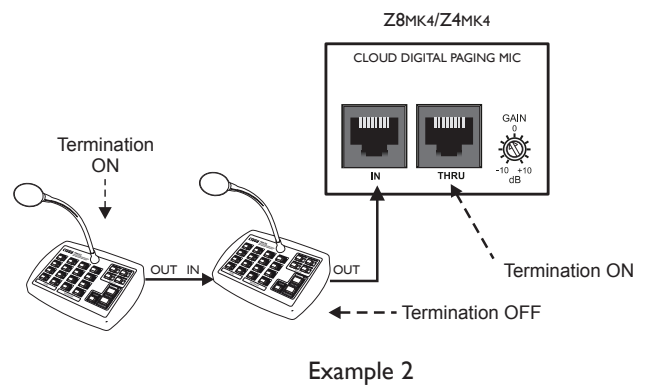 Z8MK4/Z4MK4
CLOUD DIGITAL PAGING MIC
GAIN
0
-10 +10
dB
IN THRU
Termination
ON
OUT IN
OUT
Termination ON
Termination OFF
Example 2